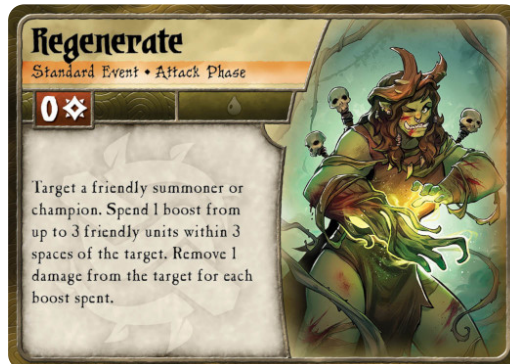 Regenerate
Standard Event • Attack Phase
0
Target a friendly summoner or
champion. Spend 1 boost from
up to 3 friendly units within 3
spaces of the target. Remove 1
damage from the target for each
boost spent.